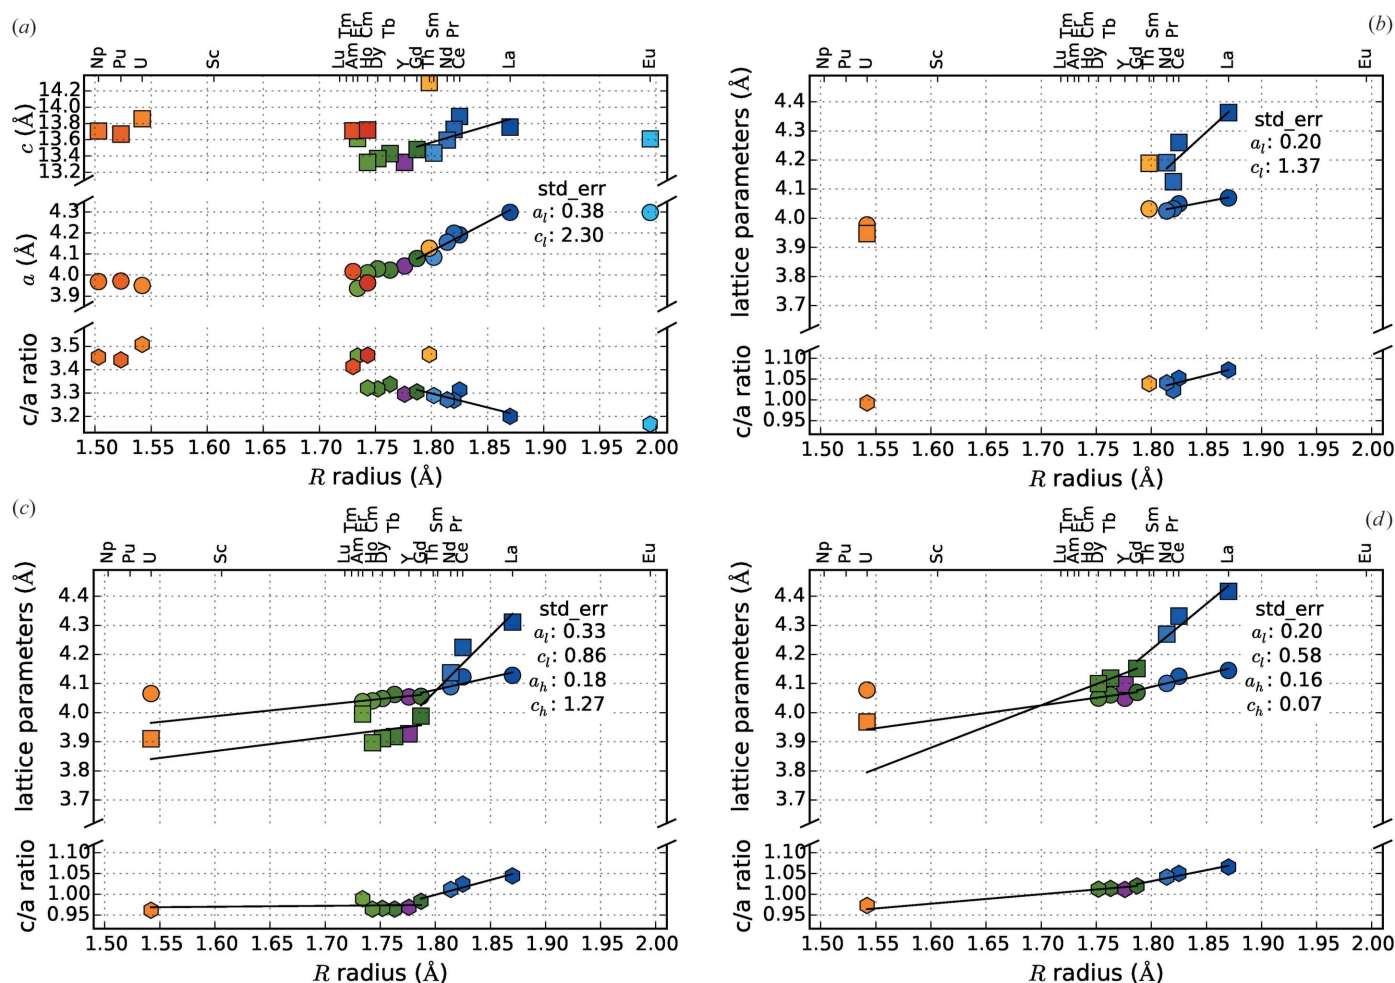 (a)
Np Pu U Sc Lu Tm Am Er Ho Cm Dy Tb Y Gd Th Sm Nd Pr Ce La Eu
c (Å)
14.2
14.0
13.8
13.6
13.4
13.2
a (Å)
4.3
4.2
4.1
4.0
3.9
std_err
a_l: 0.38
c_l: 2.30
c/a ratio
3.5
3.4
3.3
3.2
1.50 1.55 1.60 1.65 1.70 1.75 1.80 1.85 1.90 1.95 2.00
R radius (Å)
(b)
Np Pu U Sc Lu Tm Am Er Ho Cm Dy Tb Y Gd Th Sm Nd Pr Ce La Eu
lattice parameters (Å)
4.4
4.3
4.2
4.1
4.0
3.9
3.8
3.7
std_err
a_l: 0.20
c_l: 1.37
c/a ratio
1.10
1.05
1.00
0.95
1.50 1.55 1.60 1.65 1.70 1.75 1.80 1.85 1.90 1.95 2.00
R radius (Å)
(c)
Np Pu U Sc Lu Tm Am Er Ho Cm Dy Tb Y Gd Th Sm Nd Pr Ce La Eu
lattice parameters (Å)
4.4
4.3
4.2
4.1
4.0
3.9
3.8
3.7
std_err
a_l: 0.33
c_l: 0.86
a_h: 0.18
c_h: 1.27
c/a ratio
1.10
1.05
1.00
0.95
1.50 1.55 1.60 1.65 1.70 1.75 1.80 1.85 1.90 1.95 2.00
R radius (Å)
(d)
Np Pu U Sc Lu Tm Am Er Ho Cm Dy Tb Y Gd Th Sm Nd Pr Ce La Eu
lattice parameters (Å)
4.4
4.3
4.2
4.1
4.0
3.9
3.8
3.7
std_err
a_l: 0.20
c_l: 0.58
a_h: 0.16
c_h: 0.07
c/a ratio
1.10
1.05
1.00
0.95
1.50 1.55 1.60 1.65 1.70 1.75 1.80 1.85 1.90 1.95 2.00
R radius (Å)